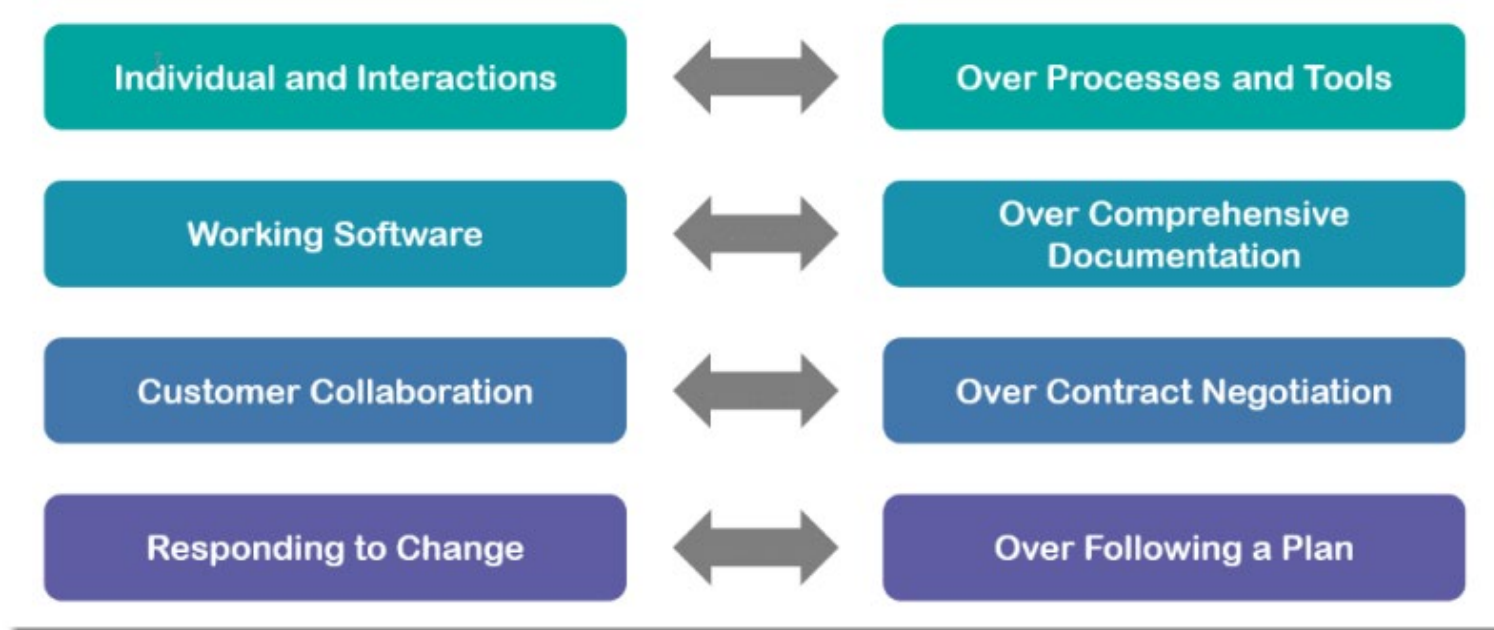 Individual and Interactions
Over Processes and Tools
Working Software
Over Comprehensive
Documentation
Customer Collaboration
Over Contract Negotiation
Responding to Change
Over Following a Plan